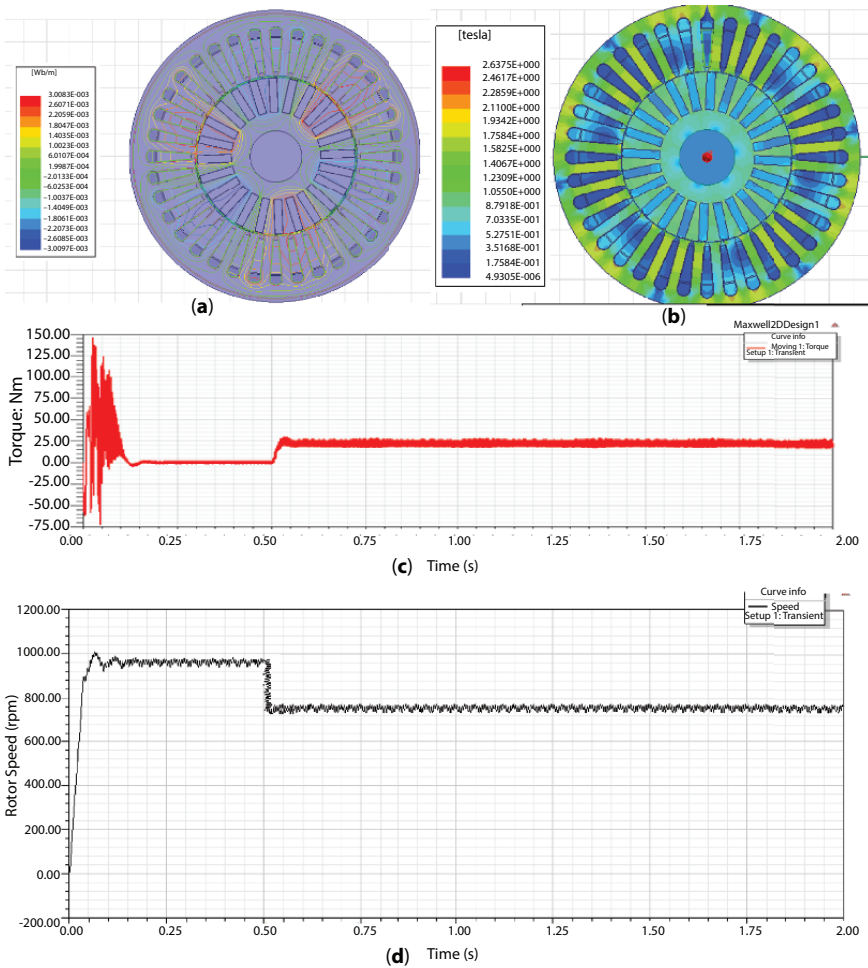 [Wb/m]
3.0083E-003
2.6071E-003
2.2059E-003
1.8047E-003
1.4035E-003
1.0023E-003
6.0107E-004
1.9987E-004
-2.0133E-004
-6.0253E-004
-1.0037E-003
-1.4049E-003
-1.8061E-003
-2.2073E-003
-2.6085E-003
-3.0097E-003
(a)
[tesla]
2.6375E+000
2.4617E+000
2.2859E+000
2.1100E+000
1.9342E+000
1.7584E+000
1.5825E+000
1.4067E+000
1.2309E+000
1.0550E+000
8.7918E-001
7.0335E-001
5.2751E-001
3.5168E-001
1.7584E-001
4.9305E-006
(b)
Maxwell2DDesign1
Curve info
Moving 1: Torque
Setup 1: Transient
Torque: Nm
150.00
125.00
100.00
75.00
50.00
25.00
0.00
-25.00
-50.00
-75.00
0.00 0.25 0.50 0.75 1.00 1.25 1.50 1.75 2.00
(c) Time (s)
Curve info
Speed
Setup 1: Transient
Rotor Speed (rpm)
1200.00
1000.00
800.00
600.00
400.00
200.00
0.00
-200.00
0.00 0.25 0.50 0.75 1.00 1.25 1.50 1.75 2.00
(d) Time (s)